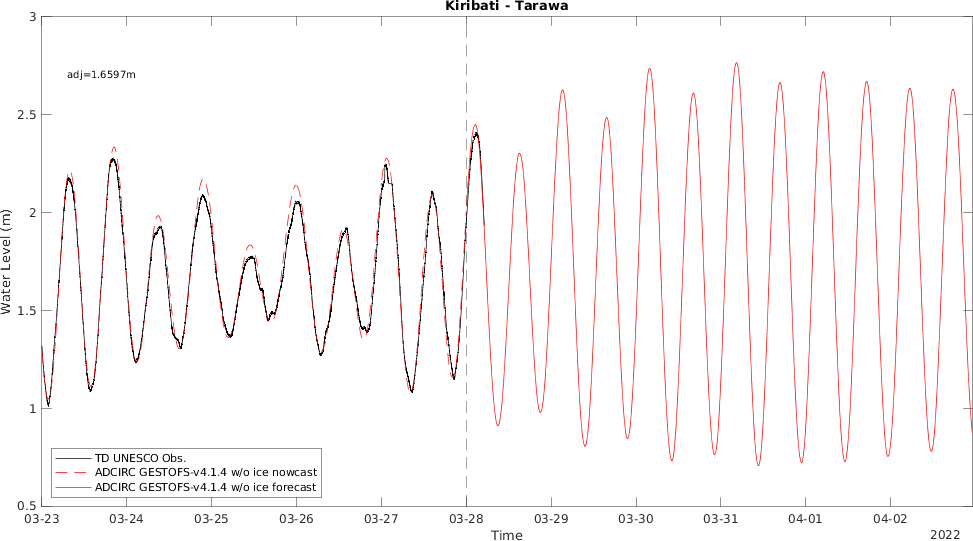 Kiribati - Tarawa
3
adj=1.6597m
2.5
2
Water Level (m)
1.5
1
TD UNESCO Obs.
ADCIRC GESTOFS-v4.1.4 w/o ice nowcast
ADCIRC GESTOFS-v4.1.4 w/o ice forecast
0.5
03-23 03-24 03-25 03-26 03-27 03-28 03-29 03-30 03-31 04-01 04-02
Time
2022